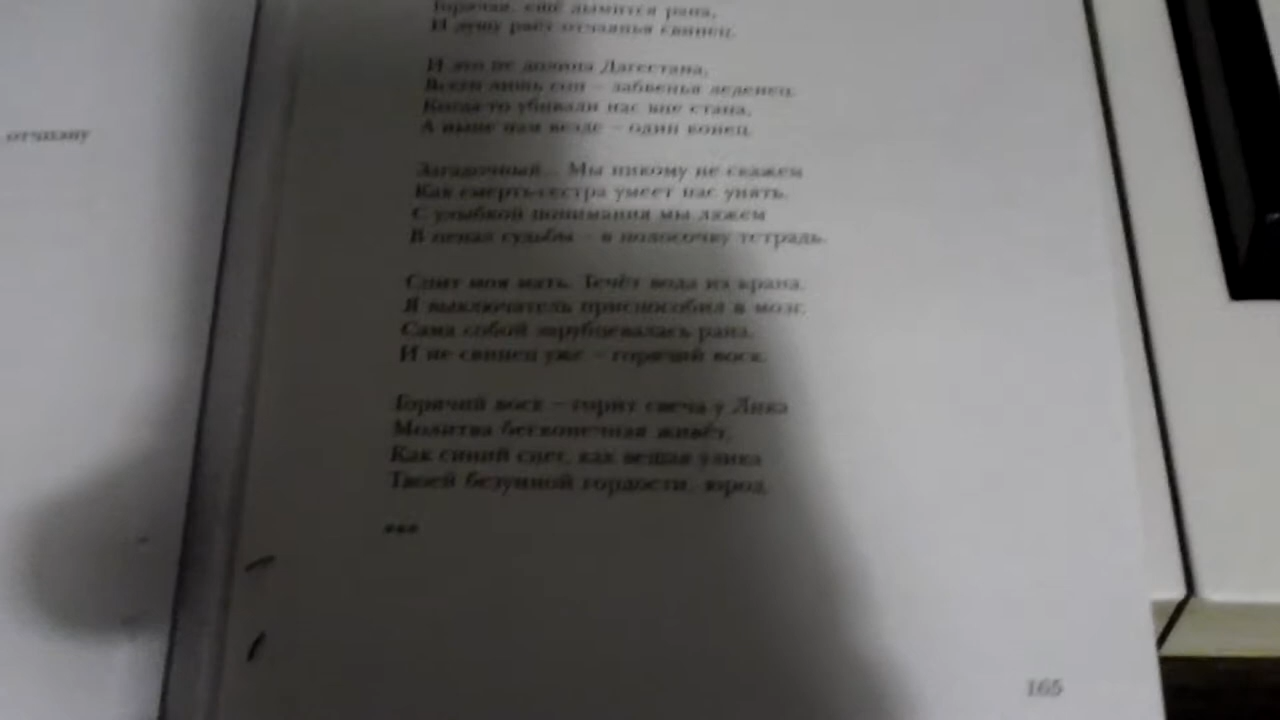 Горячая, ещё дымится рана,
И душу рвёт отчаянья свинец.
И это не долина Дагестана,
Всего лишь сон – забвенья леденец.
Когда-то убивали нас вне стана,
А ныне нам везде – один конец.
отчизну
Загадочный... Мы никому не скажем
Как смерть-сестра умеет нас унять.
С улыбкой понимания мы ляжем
В пенал судьбы – в полосочку тетрадь.
Спит моя мать. Течёт вода из крана.
Я выключатель приспособил в мозг.
Сама собой зарубцевалась рана.
И не свинец уже – горячий воск.
Горячий воск – горит свеча у Лика
Молитва бесконечная живёт,
Как синий снег, как вещая улика
Твоей безумной гордости, юрод.
***
165